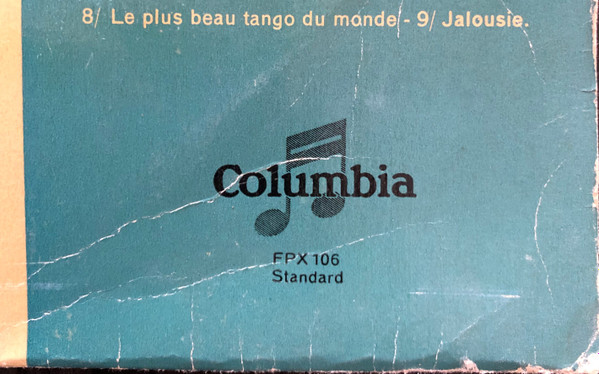 8/ Le plus beau tango du monde - 9/ Jalousie.
Columbia
FPX 106
Standard